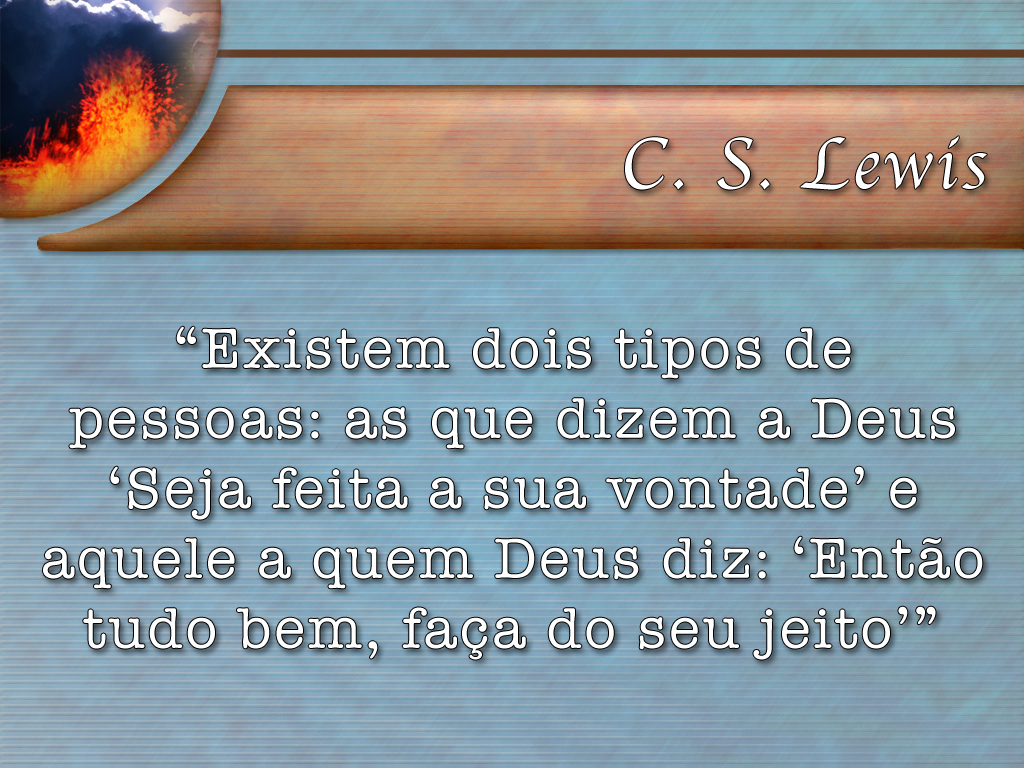 C. S. Lewis
“Existem dois tipos de
pessoas: as que dizem a Deus
‘Seja feita a sua vontade’ e
aquele a quem Deus diz: ‘Então
tudo bem, faça do seu jeito’”